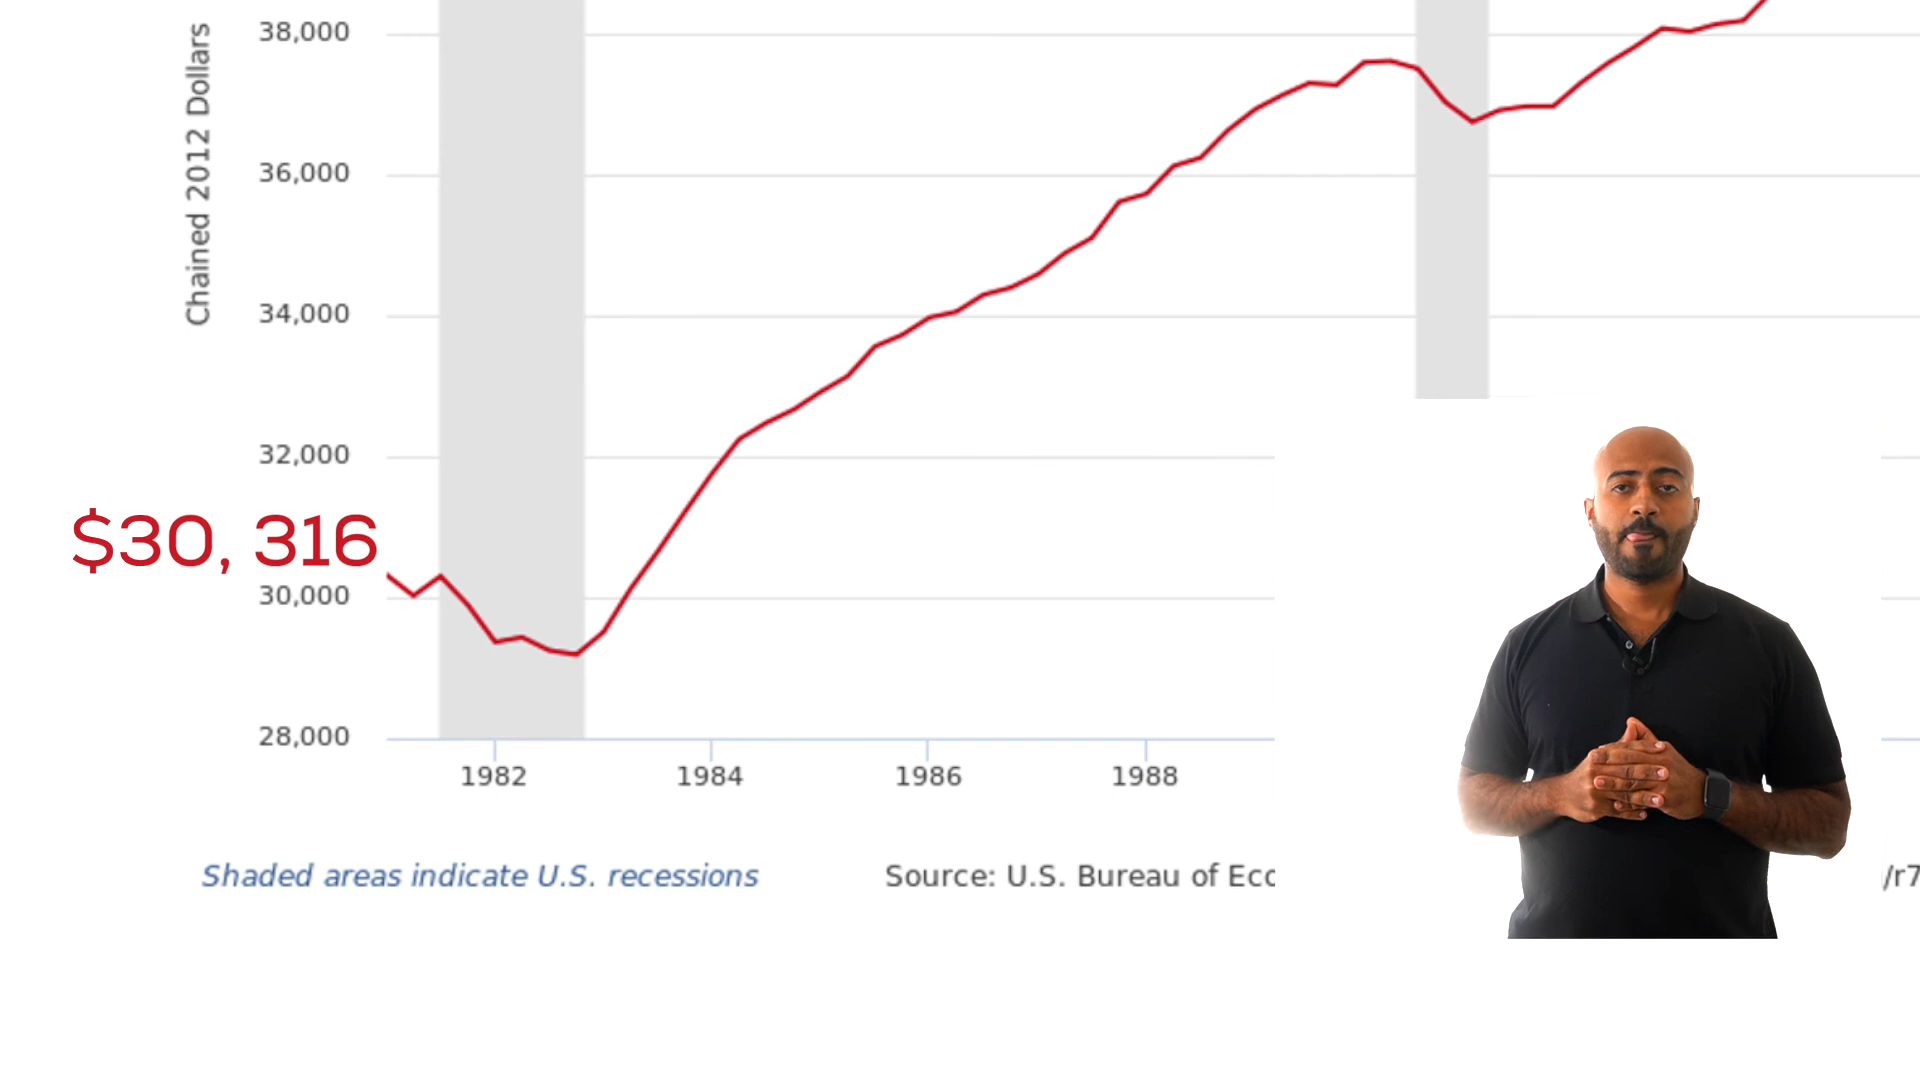 Chained 2012 Dollars
38,000
36,000
34,000
32,000
$30, 316
30,000
28,000
1982 1984 1986 1988
Shaded areas indicate U.S. recessions
Source: U.S. Bureau of Ecc
/r7